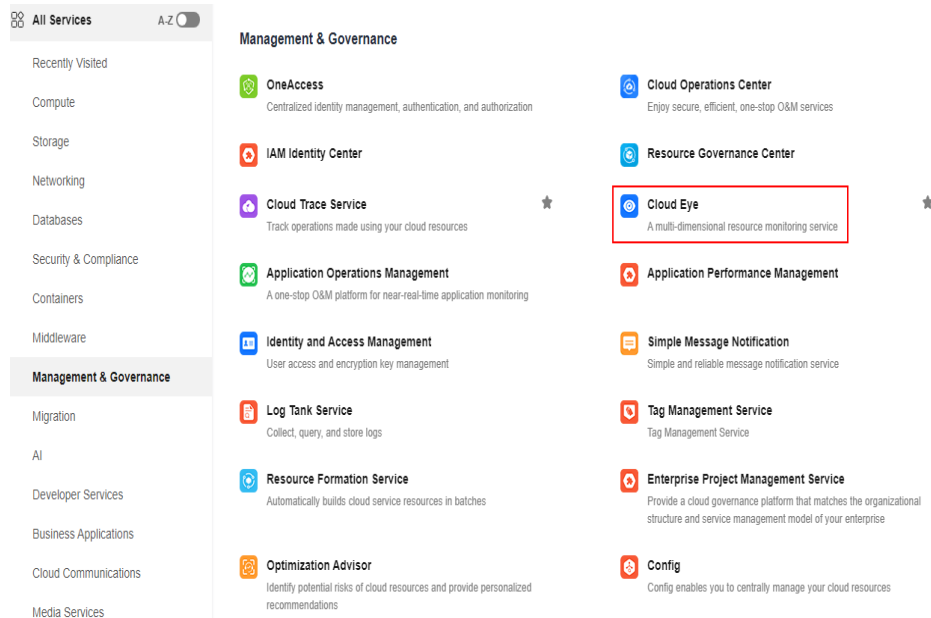 All Services
A-Z
Recently Visited
Compute
Storage
Networking
Databases
Security & Compliance
Containers
Middleware
Management & Governance
Migration
AI
Developer Services
Business Applications
Cloud Communications
Media Services
Management & Governance
OneAccess
Centralized identity management, authentication, and authorization
Cloud Operations Center
Enjoy secure, efficient, one-stop O&M services
IAM Identity Center
Resource Governance Center
Cloud Trace Service
Track operations made using your cloud resources
Cloud Eye
A multi-dimensional resource monitoring service
Application Operations Management
A one-stop O&M platform for near-real-time application monitoring
Application Performance Management
Identity and Access Management
User access and encryption key management
Simple Message Notification
Simple and reliable message notification service
Log Tank Service
Collect, query, and store logs
Tag Management Service
Tag Management Service
Resource Formation Service
Automatically builds cloud service resources in batches
Enterprise Project Management Service
Provide a cloud governance platform that matches the organizational
structure and service management model of your enterprise
Optimization Advisor
Identify potential risks of cloud resources and provide personalized
recommendations
Config
Config enables you to centrally manage your cloud resources